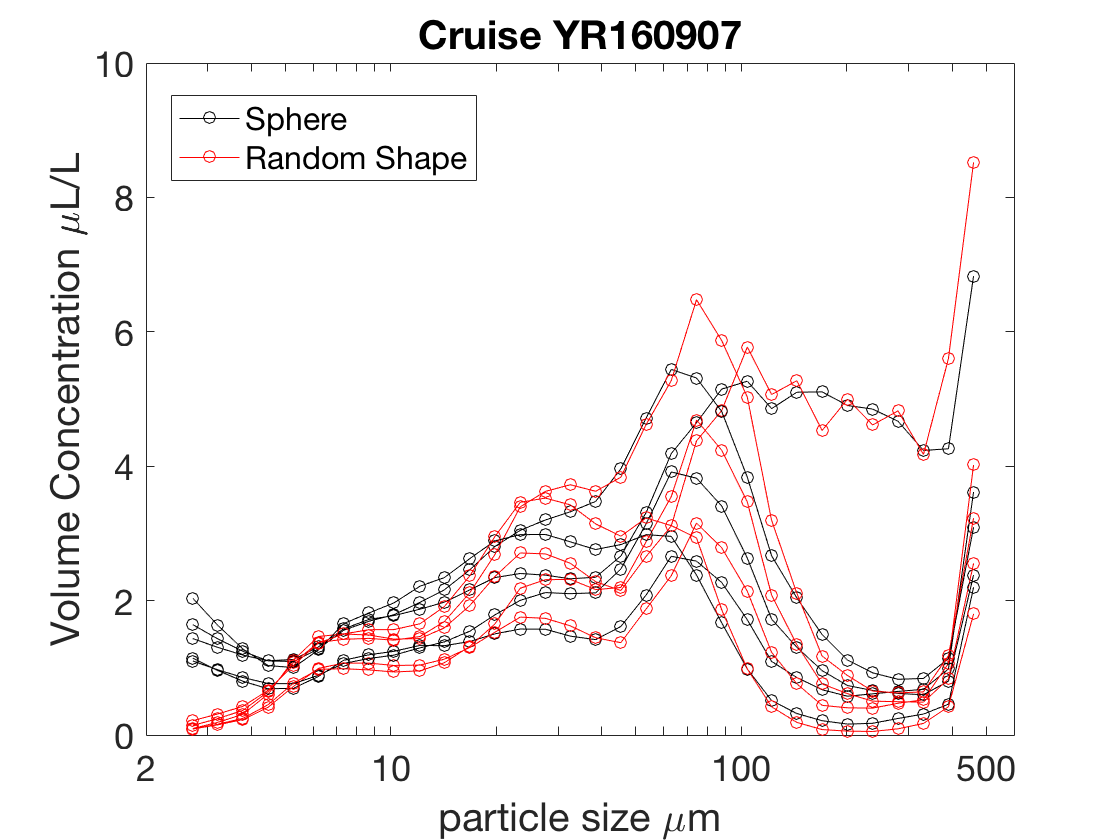 Cruise YR160907
10
8
6
4
2
0
Volume Concentration μL/L
Sphere
Random Shape
2
10
100
500
particle size μm